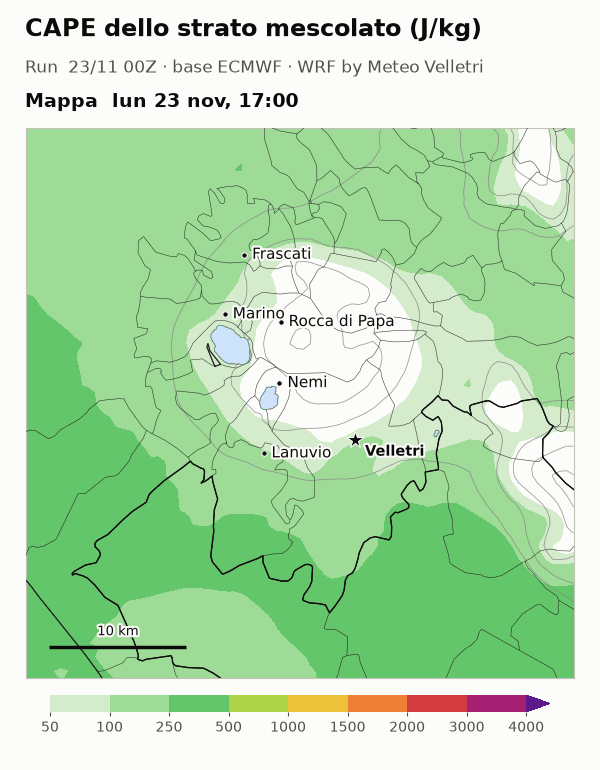 CAPE dello strato mescolato (J/kg)
Run  23/11 00Z · base ECMWF · WRF by Meteo Velletri
Mappa  lun 23 nov, 17:00
Frascati
Marino
Rocca di Papa
Nemi
Velletri
Lanuvio
10 km
50 100 250 500 1000 1500 2000 3000 4000